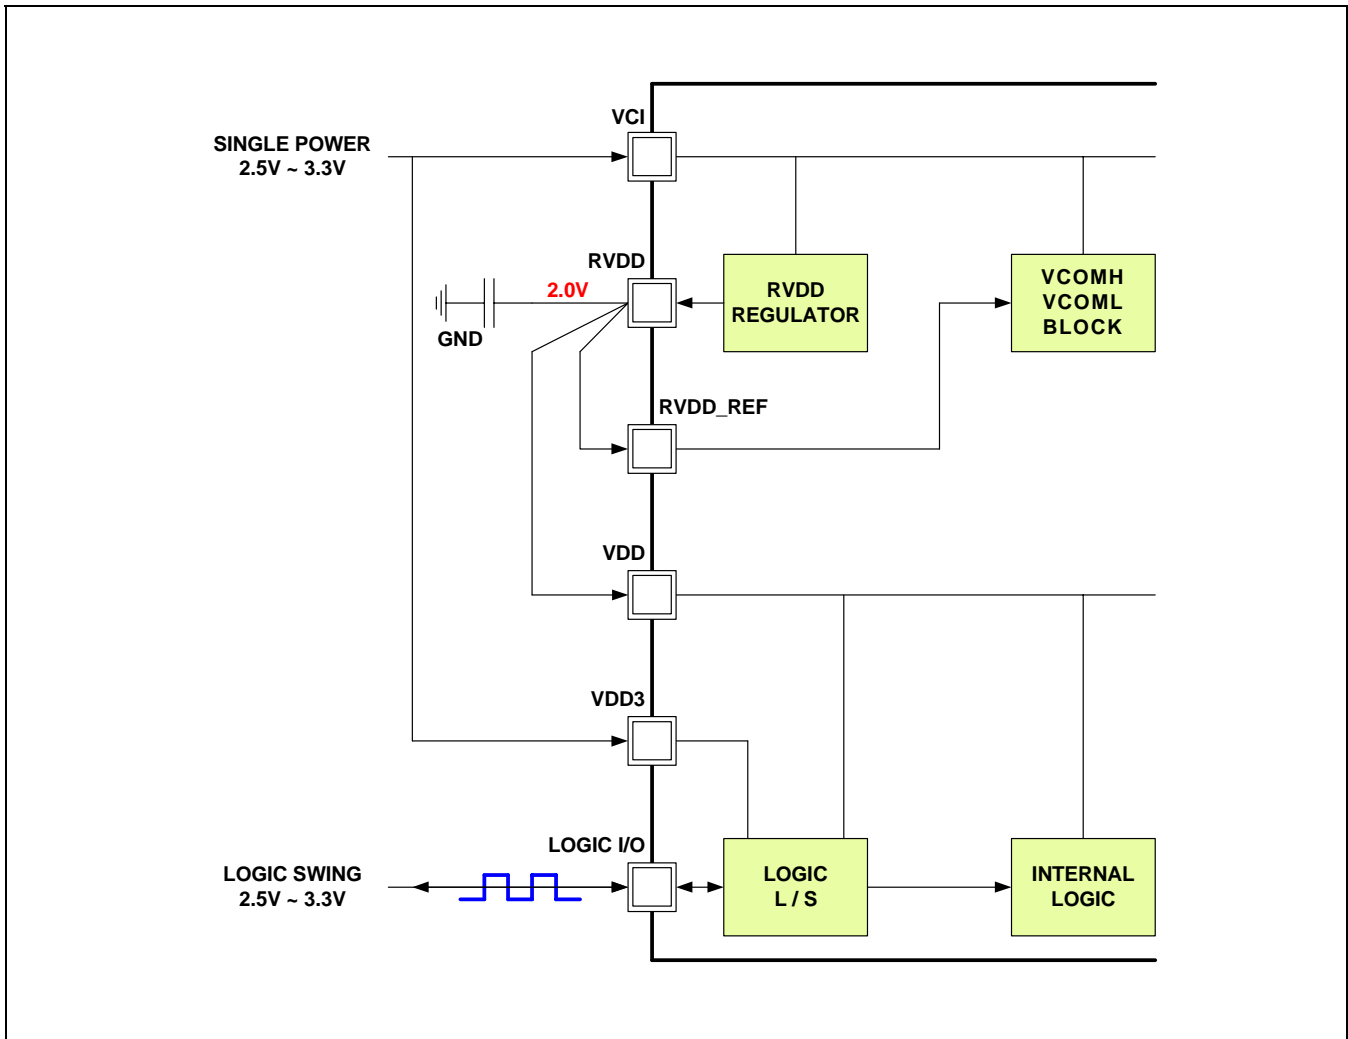 VCI
SINGLE POWER
2.5V ~ 3.3V
RVDD
2.0V
GND
RVDD
REGULATOR
VCOMH
VCOML
BLOCK
RVDD_REF
VDD
VDD3
LOGIC I/O
LOGIC SWING
2.5V ~ 3.3V
LOGIC
L / S
INTERNAL
LOGIC